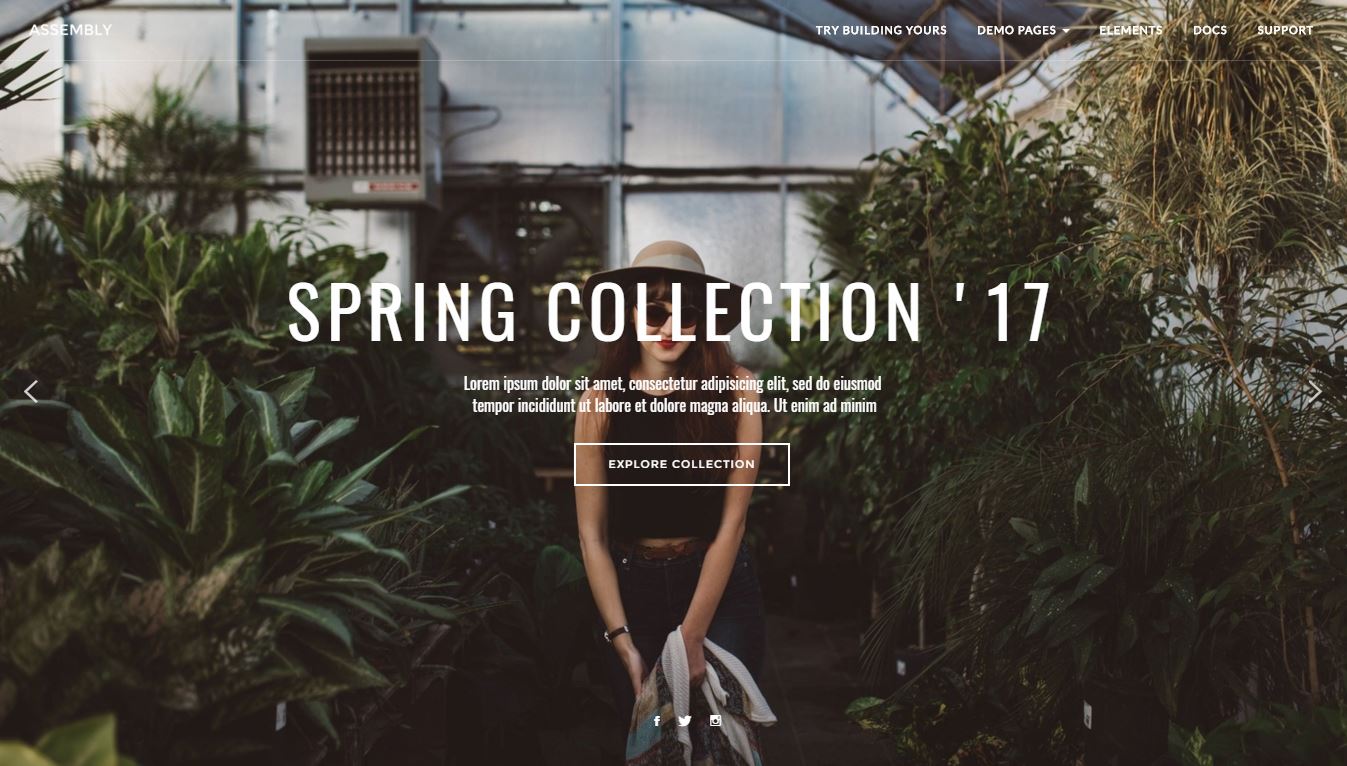 ASSEMBLY
TRY BUILDING YOURS DEMO PAGES ELEMENTS DOCS SUPPORT
SPRING COLLECTION '17
Lorem ipsum dolor sit amet, consectetur adipisicing elit, sed do eiusmod
tempor incididunt ut labore et dolore magna aliqua. Ut enim ad minim
EXPLORE COLLECTION